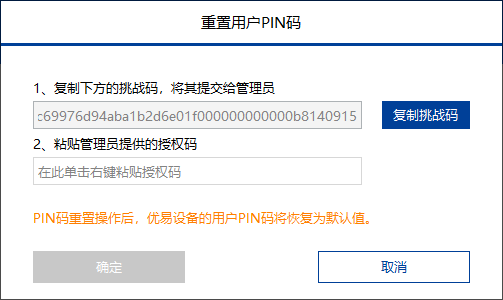 重置用户PIN码
1、复制下方的挑战码，将其提交给管理员
c69976d94aba1b2d6e01f000000000000b8140915
复制挑战码
2、粘贴管理员提供的授权码
在此单击右键粘贴授权码
PIN码重置操作后，优易设备的用户PIN码将恢复为默认值。
确定
取消